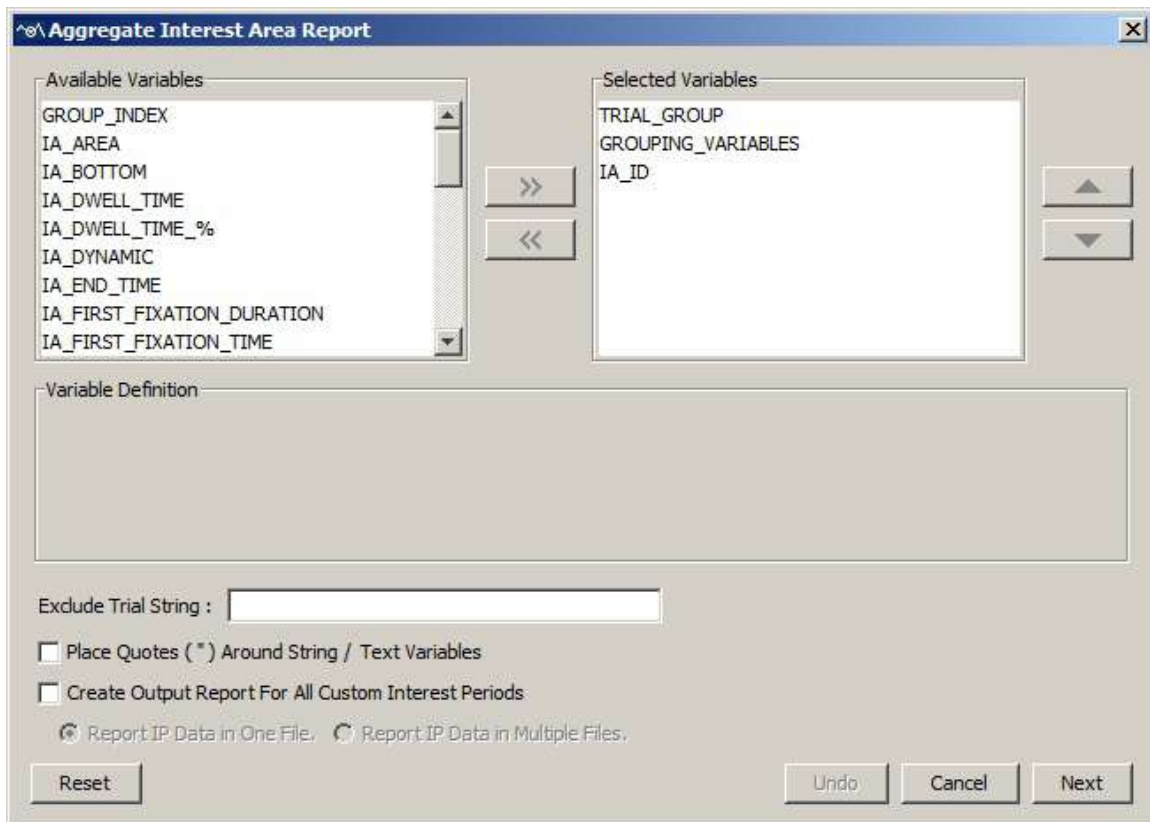 Aggregate Interest Area Report
Available Variables
GROUP_INDEX
IA_AREA
IA_BOTTOM
IA_DWELL_TIME
IA_DWELL_TIME_%
IA_DYNAMIC
IA_END_TIME
IA_FIRST_FIXATION_DURATION
IA_FIRST_FIXATION_TIME
>>
<<
Selected Variables
TRIAL_GROUP
GROUPING_VARIABLES
IA_ID
Variable Definition
Exclude Trial String :
Place Quotes ( " ) Around String / Text Variables
Create Output Report For All Custom Interest Periods
Report IP Data in One File. Report IP Data in Multiple Files.
Reset Undo Cancel Next